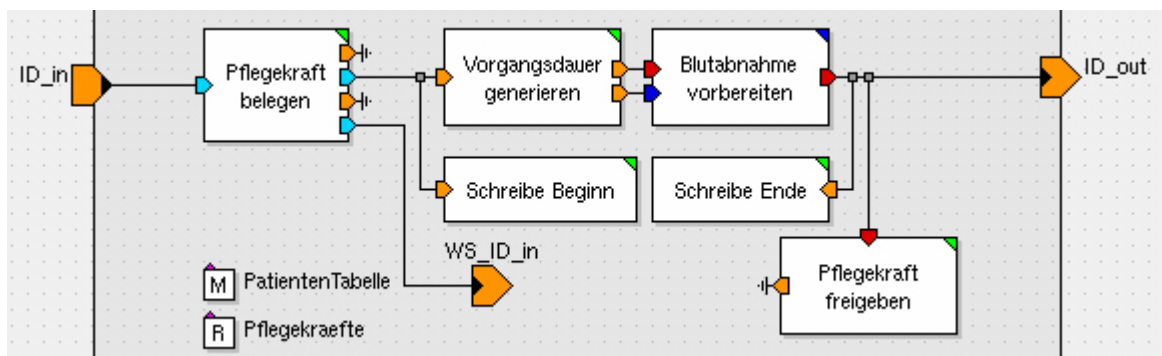 ID_in
Pflegekraft
belegen
Vorgangsdauer
generieren
Blutabnahme
vorbereiten
ID_out
Schreibe Beginn
Schreibe Ende
WS_ID_in
M PatientenTabelle
R Pflegekraefte
Pflegekraft
freigeben